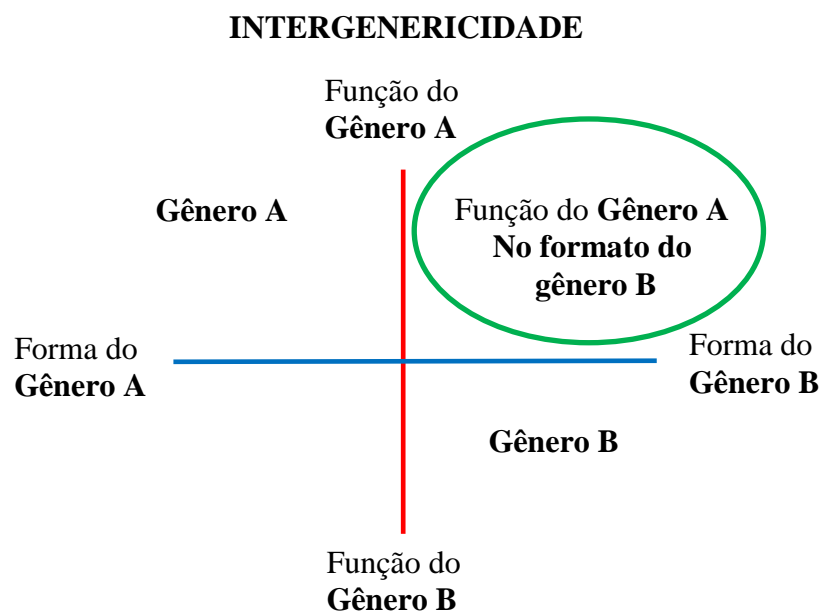 INTERGENERICIDADE
Função do
Gênero A
Gênero A
Função do Gênero A
No formato do
gênero B
Forma do
Gênero A
Forma do
Gênero B
Gênero B
Função do
Gênero B